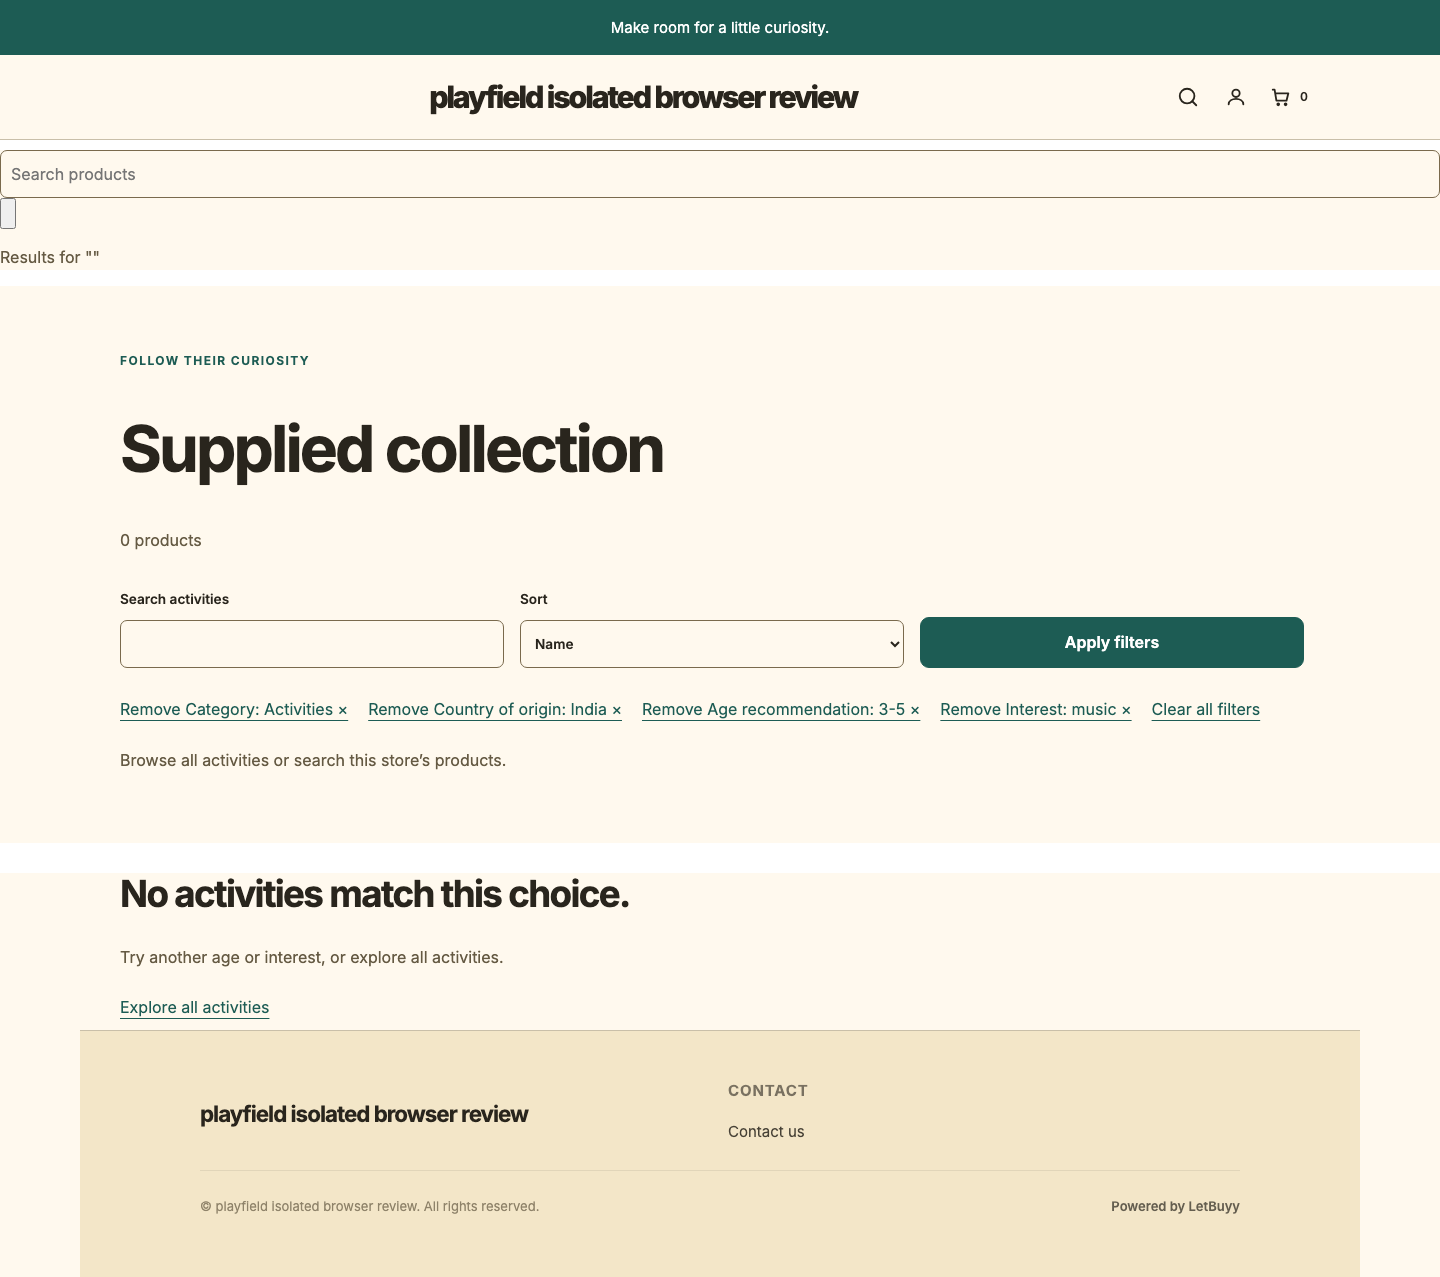 Make room for a little curiosity.
playfield isolated browser review
0
Search products
Results for ""
FOLLOW THEIR CURIOSITY
Supplied collection
0 products
Search activities
Sort
Name
Apply filters
Remove Category: Activities × Remove Country of origin: India × Remove Age recommendation: 3-5 × Remove Interest: music × Clear all filters
Browse all activities or search this store’s products.
No activities match this choice.
Try another age or interest, or explore all activities.
Explore all activities
playfield isolated browser review
CONTACT
Contact us
© playfield isolated browser review. All rights reserved.
Powered by LetBuyy